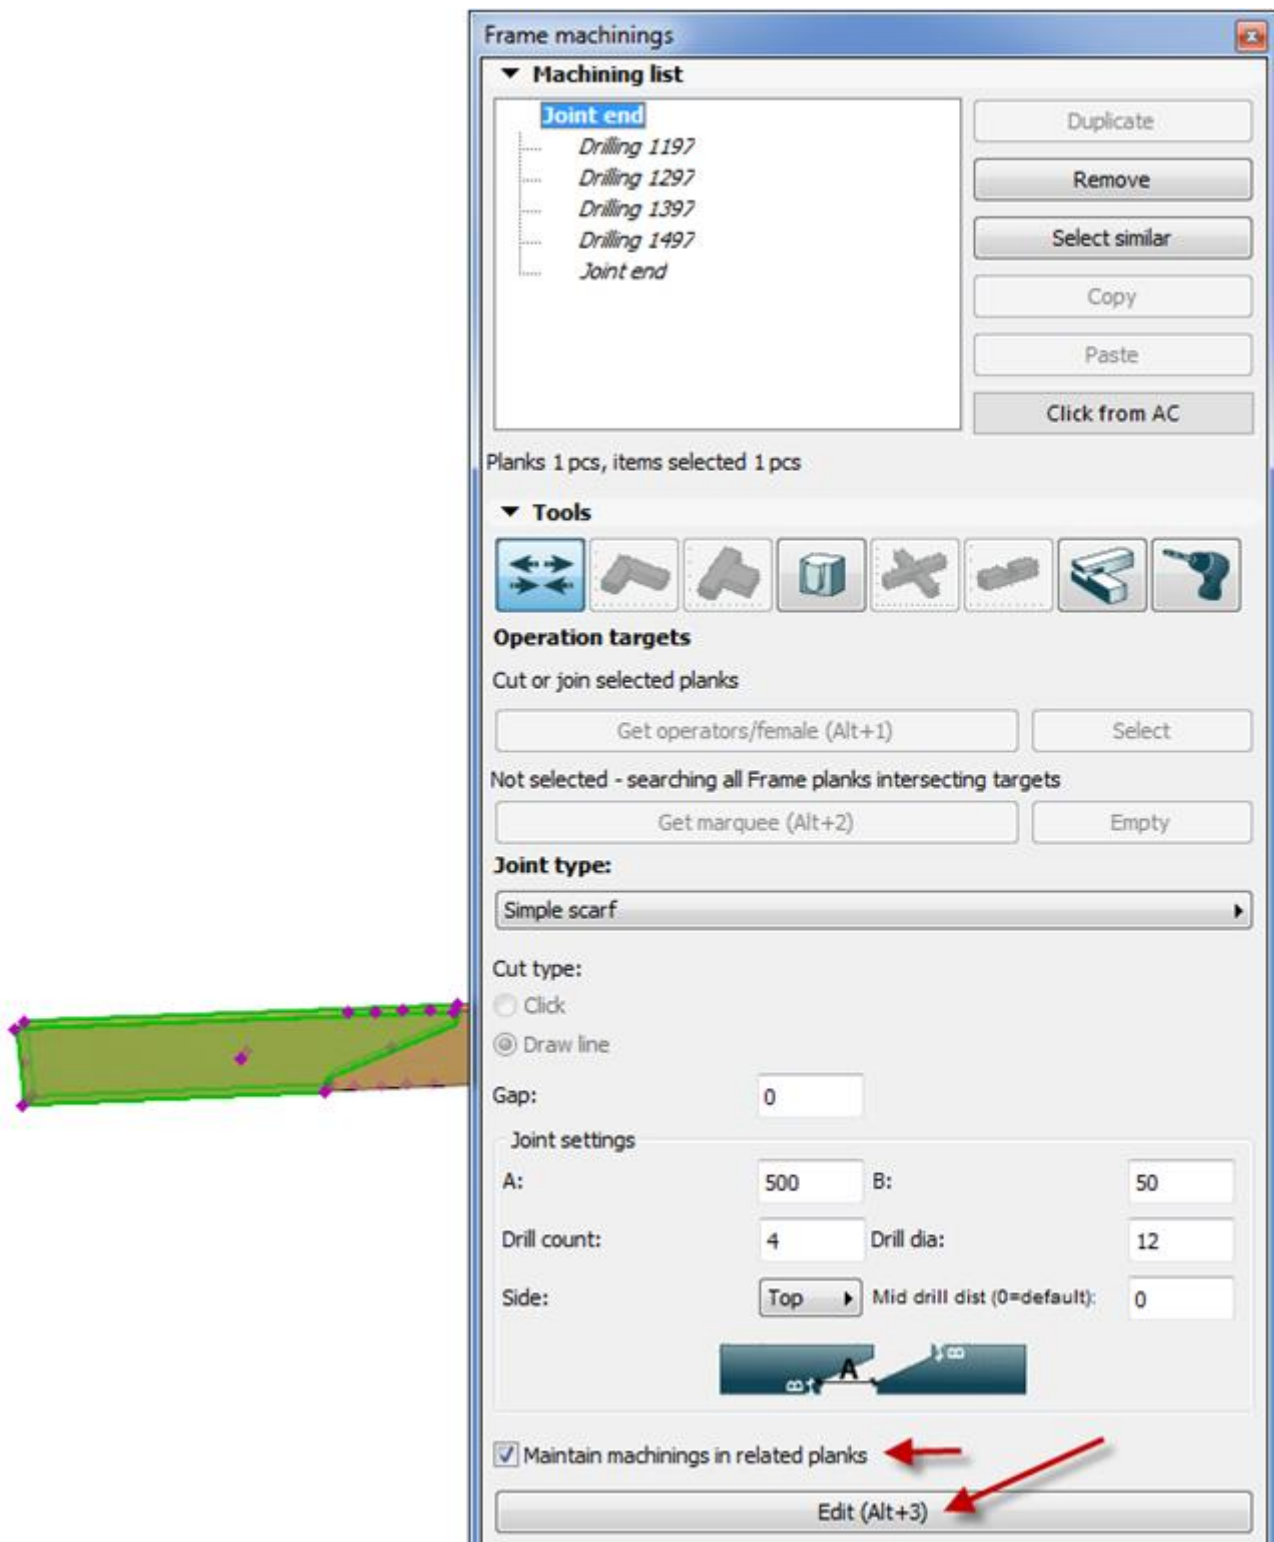 Frame machinings
Machining list
Joint end
Drilling 1197
Drilling 1297
Drilling 1397
Drilling 1497
Joint end
Duplicate
Remove
Select similar
Copy
Paste
Click from AC
Planks 1 pcs, items selected 1 pcs
Tools
Operation targets
Cut or join selected planks
Get operators/female (Alt+1)
Select
Not selected - searching all Frame planks intersecting targets
Get marquee (Alt+2)
Empty
Joint type:
Simple scarf
Cut type:
Click
Draw line
Gap: 0
Joint settings
A: 500 B: 50
Drill count: 4 Drill dia: 12
Side: Top Mid drill dist (0=default): 0
B A B
Maintain machinings in related planks
Edit (Alt+3)